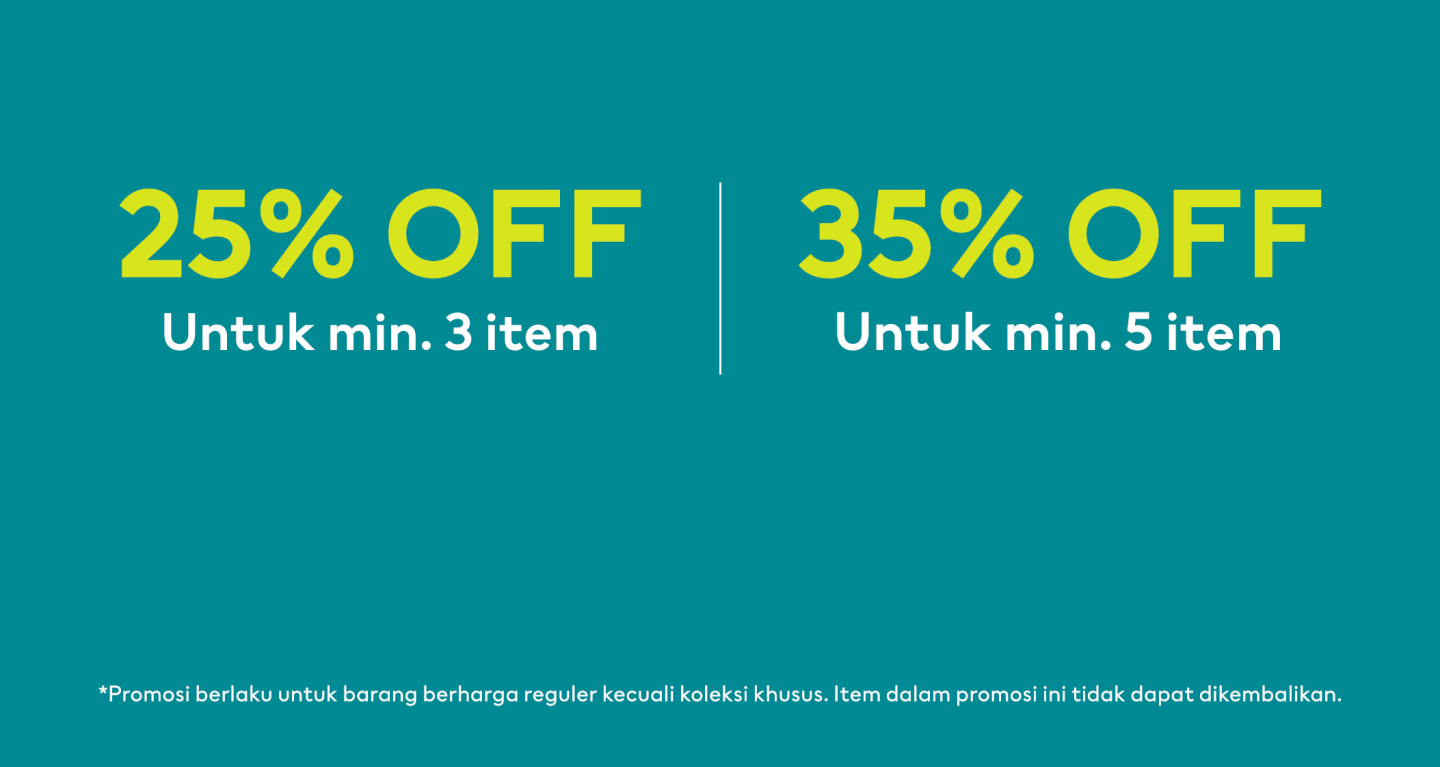 25% OFF
Untuk min. 3 item
35% OFF
Untuk min. 5 item
*Promosi berlaku untuk barang berharga reguler kecuali koleksi khusus. Item dalam promosi ini tidak dapat dikembalikan.